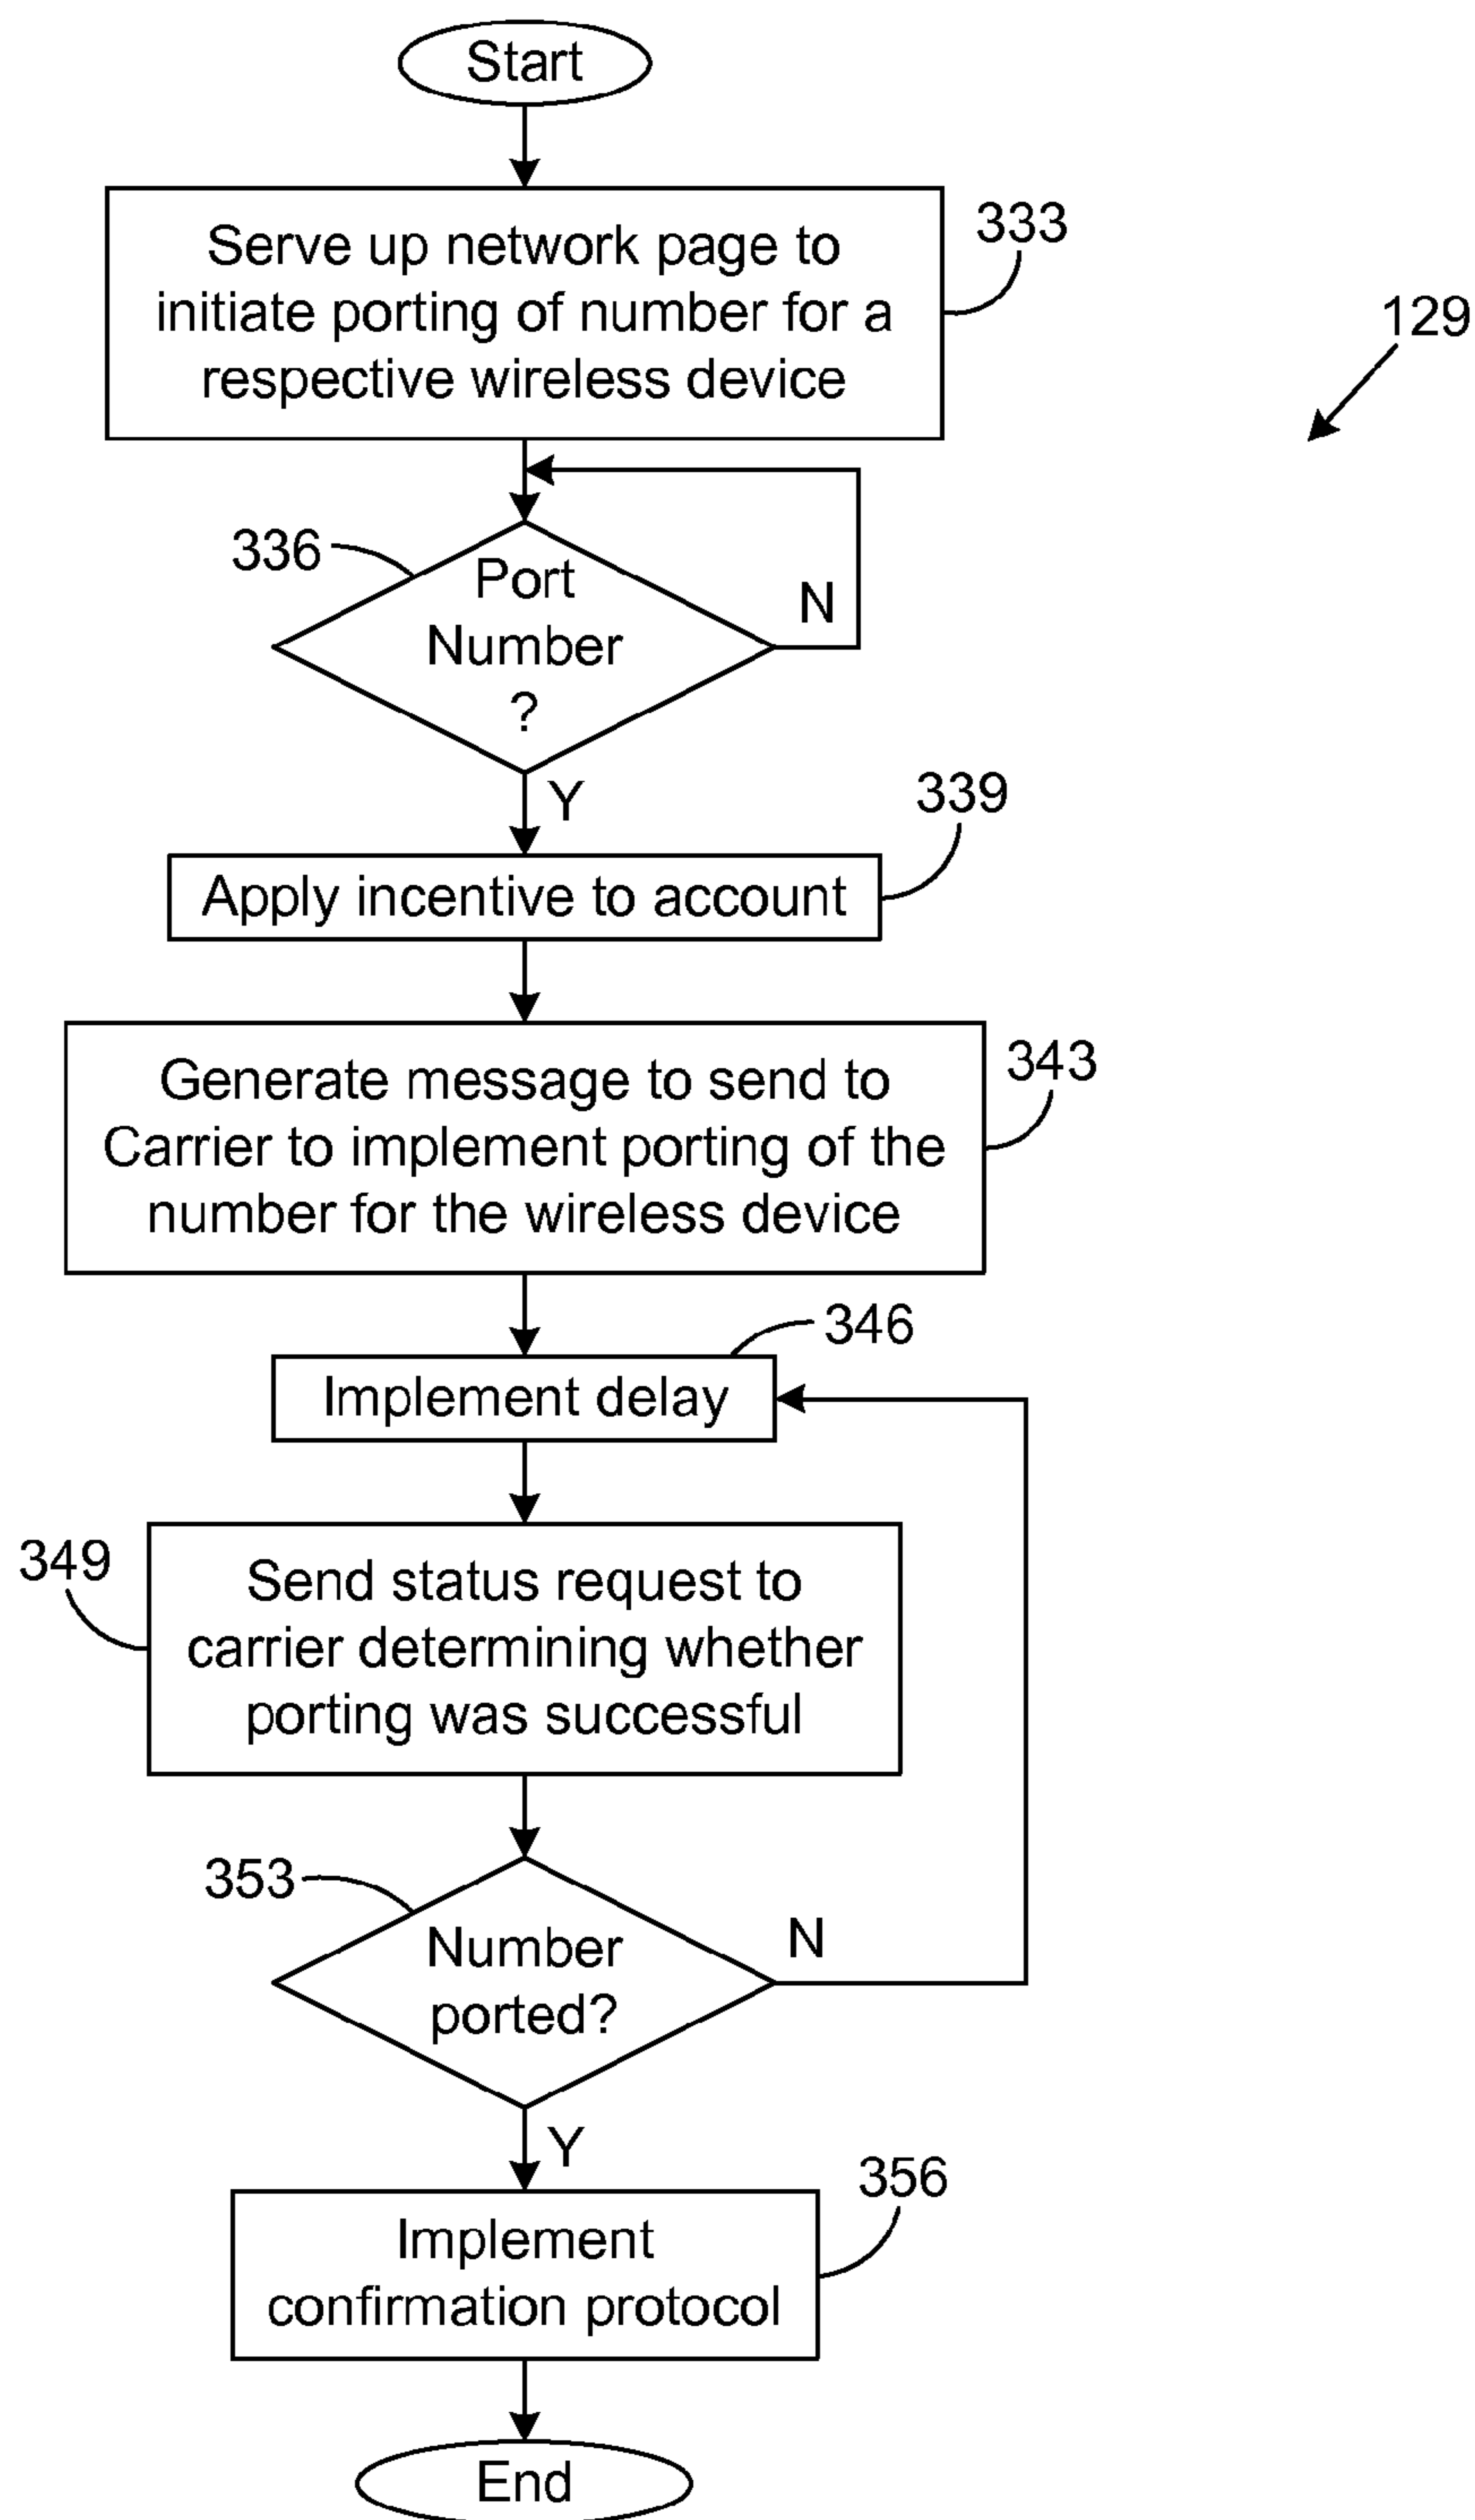 Start
Serve up network page to
initiate porting of number for a
respective wireless device
333
129
336
Port
Number
?
N
Y
339
Apply incentive to account
343
Generate message to send to
Carrier to implement porting of the
number for the wireless device
346
Implement delay
349
Send status request to
carrier determining whether
porting was successful
353
Number
ported?
N
Y
356
Implement
confirmation protocol
End